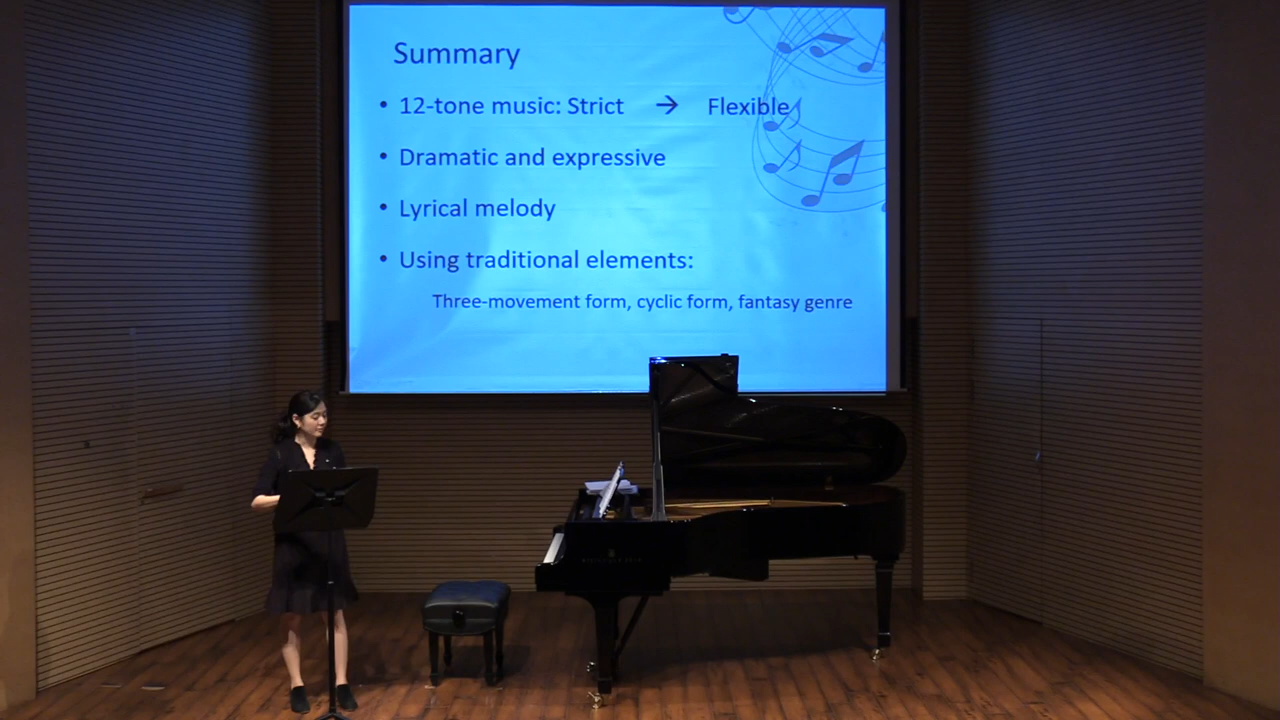 Summary
• 12-tone music: Strict → Flexible
• Dramatic and expressive
• Lyrical melody
• Using traditional elements:
Three-movement form, cyclic form, fantasy genre